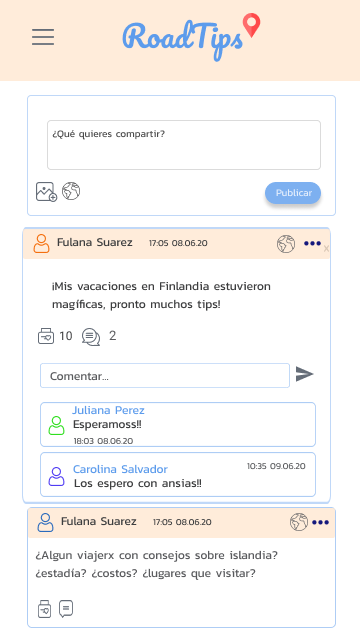 RoadTips
¿Qué quieres compartir?
Publicar
Fulana Suarez 17:05 08.06.20
x
¡Mis vacaciones en Finlandia estuvieron
magíficas, pronto muchos tips!
10 2
Comentar...
Juliana Perez
Esperamoss!!
18:03 08.06.20
Carolina Salvador 10:35 09.06.20
Los espero con ansias!!
Fulana Suarez 17:05 08.06.20
¿Algun viajerx con consejos sobre islandia?
¿estadía? ¿costos? ¿lugares que visitar?